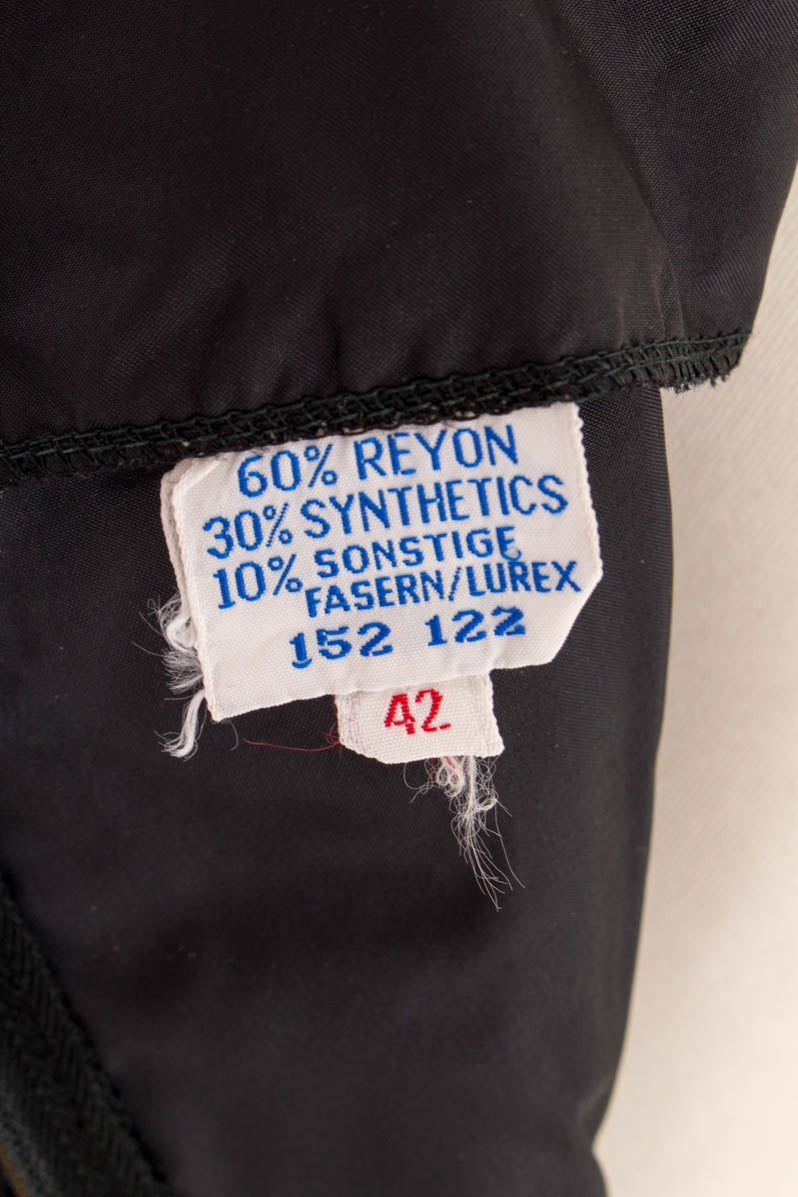 60% REYON
30% SYNTHETICS
10% SONSTIGE
FASERN/LUREX
152 122
42